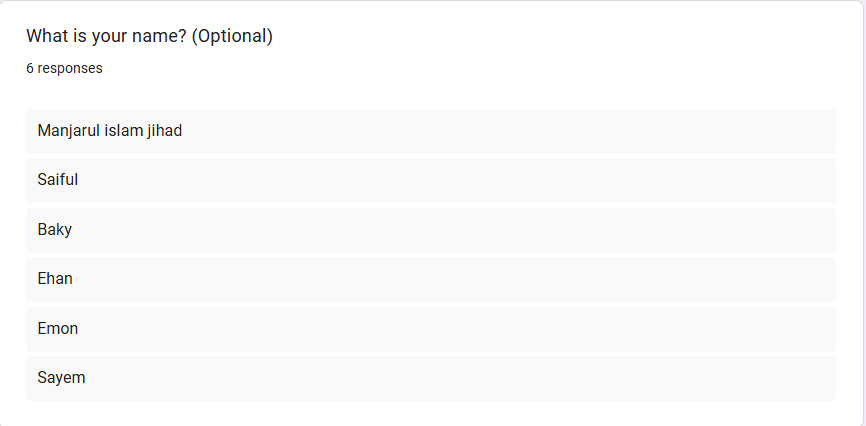 What is your name? (Optional)
6 responses
Manjarul islam jihad
Saiful
Baky
Ehan
Emon
Sayem